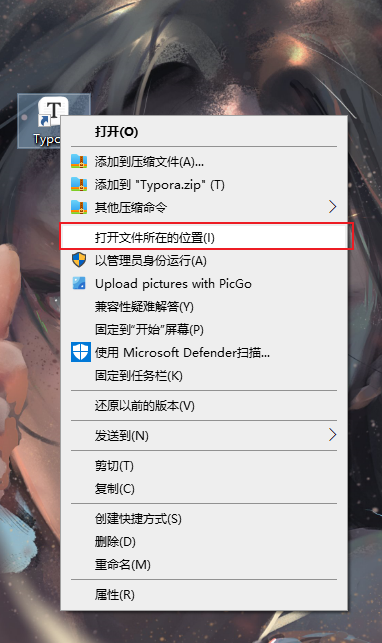 T
Typo
打开(O)
添加到压缩文件(A)...
添加到 "Typora.zip" (T)
其他压缩命令
打开文件所在的位置(I)
以管理员身份运行(A)
Upload pictures with PicGo
兼容性疑难解答(Y)
固定到“开始”屏幕(P)
使用 Microsoft Defender扫描...
固定到任务栏(K)
还原以前的版本(V)
发送到(N)
剪切(T)
复制(C)
创建快捷方式(S)
删除(D)
重命名(M)
属性(R)